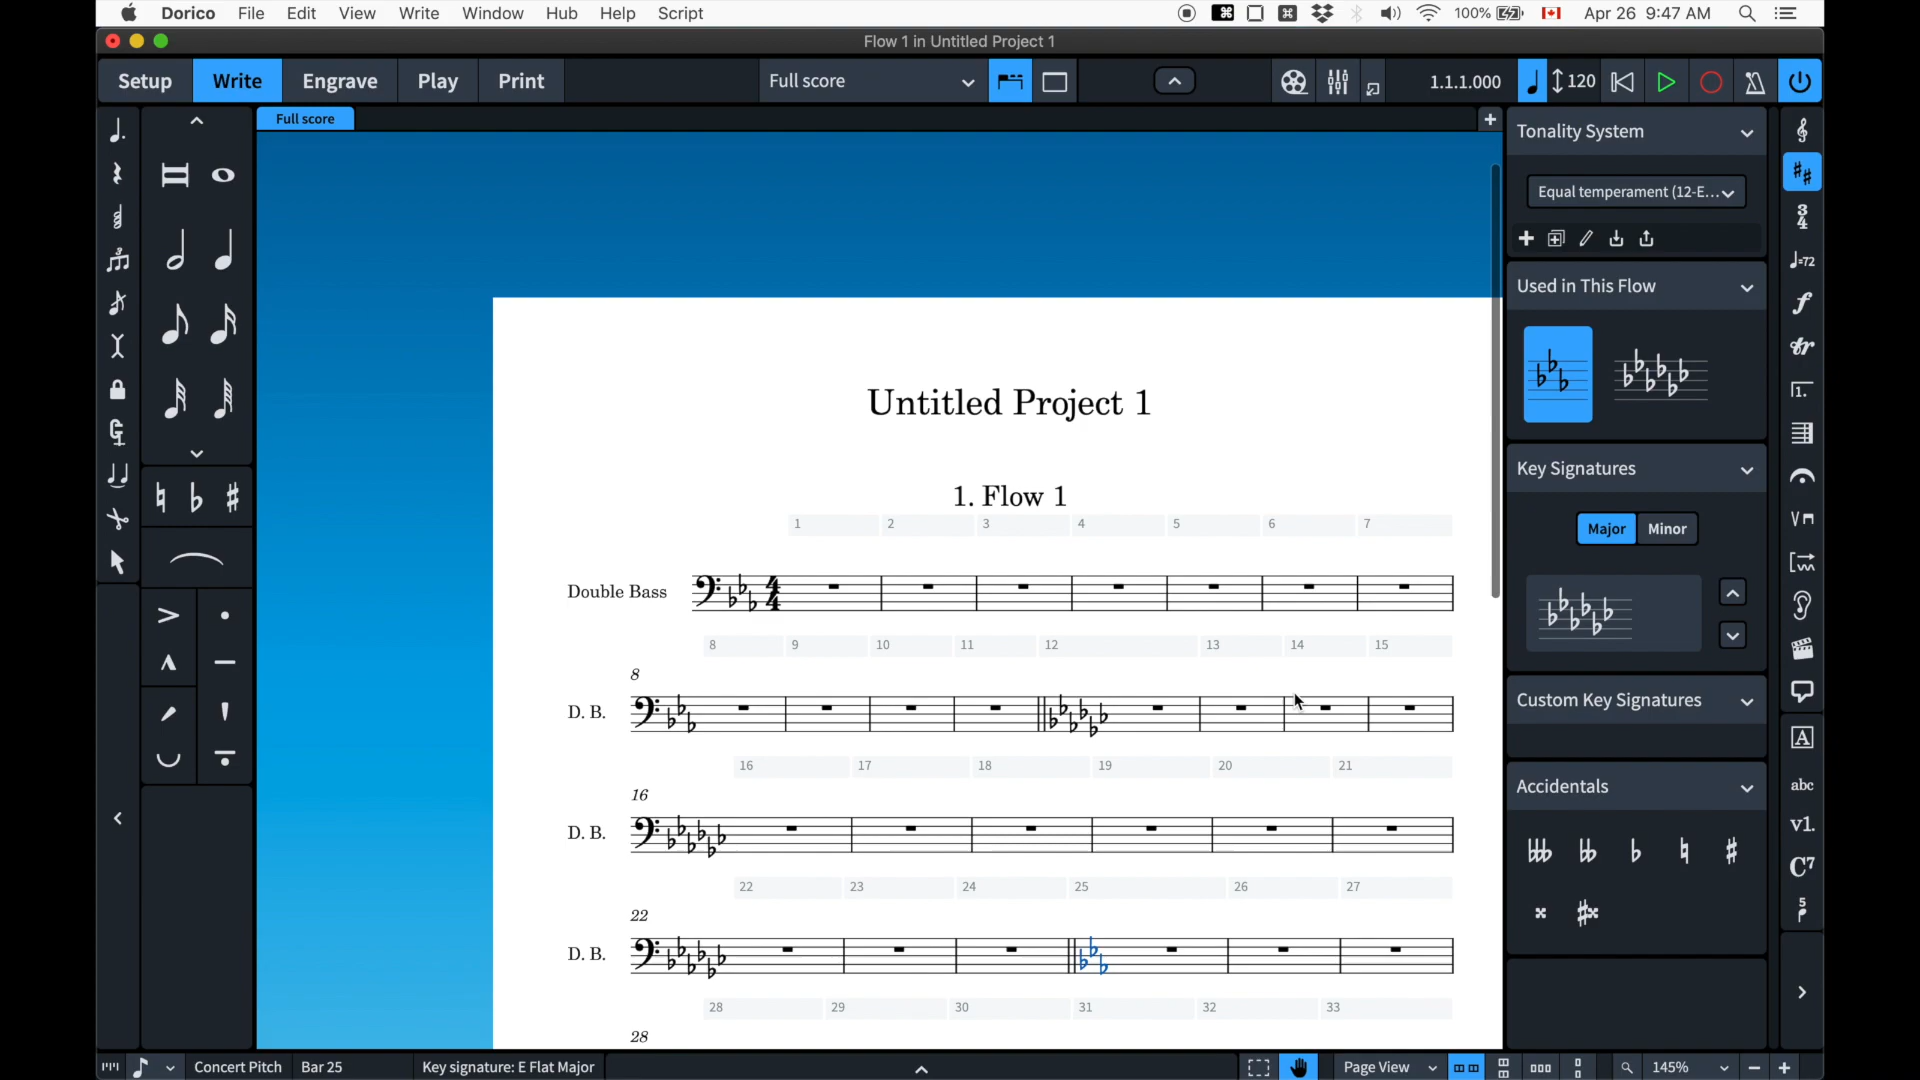 Dorico File Edit View Write Window Hub Help Script 100% Apr 26 9:47 AM
Flow 1 in Untitled Project 1
Setup Write Engrave Play Print Full score 1.1.1.000 120
Full score
Tonality System
Equal temperament (12-E...
=72
Used in This Flow
Untitled Project 1
Key Signatures
1. Flow 1
1 2 3 4 5 6 7
Major Minor
Double Bass
8 9 10 11 12 13 14 15
8
D. B.
Custom Key Signatures
16 17 18 19 20 21
16
Accidentals
abc
v1.
D. B.
C7
22 23 24 25 26 27
22
D. B.
28 29 30 31 32 33
28
Concert Pitch Bar 25 Key signature: E Flat Major Page View 145%